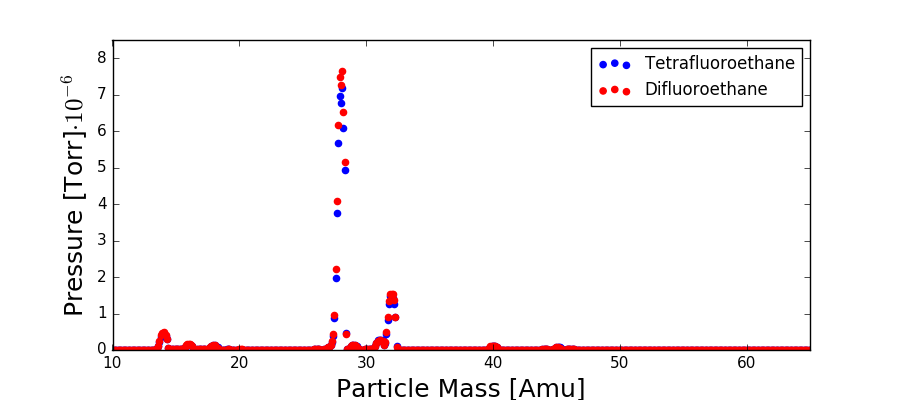 Tetrafluoroethane
Difluoroethane
8
7
6
5
4
3
2
1
0
Pressure [Torr]·10⁻⁶
10 20 30 40 50 60
Particle Mass [Amu]